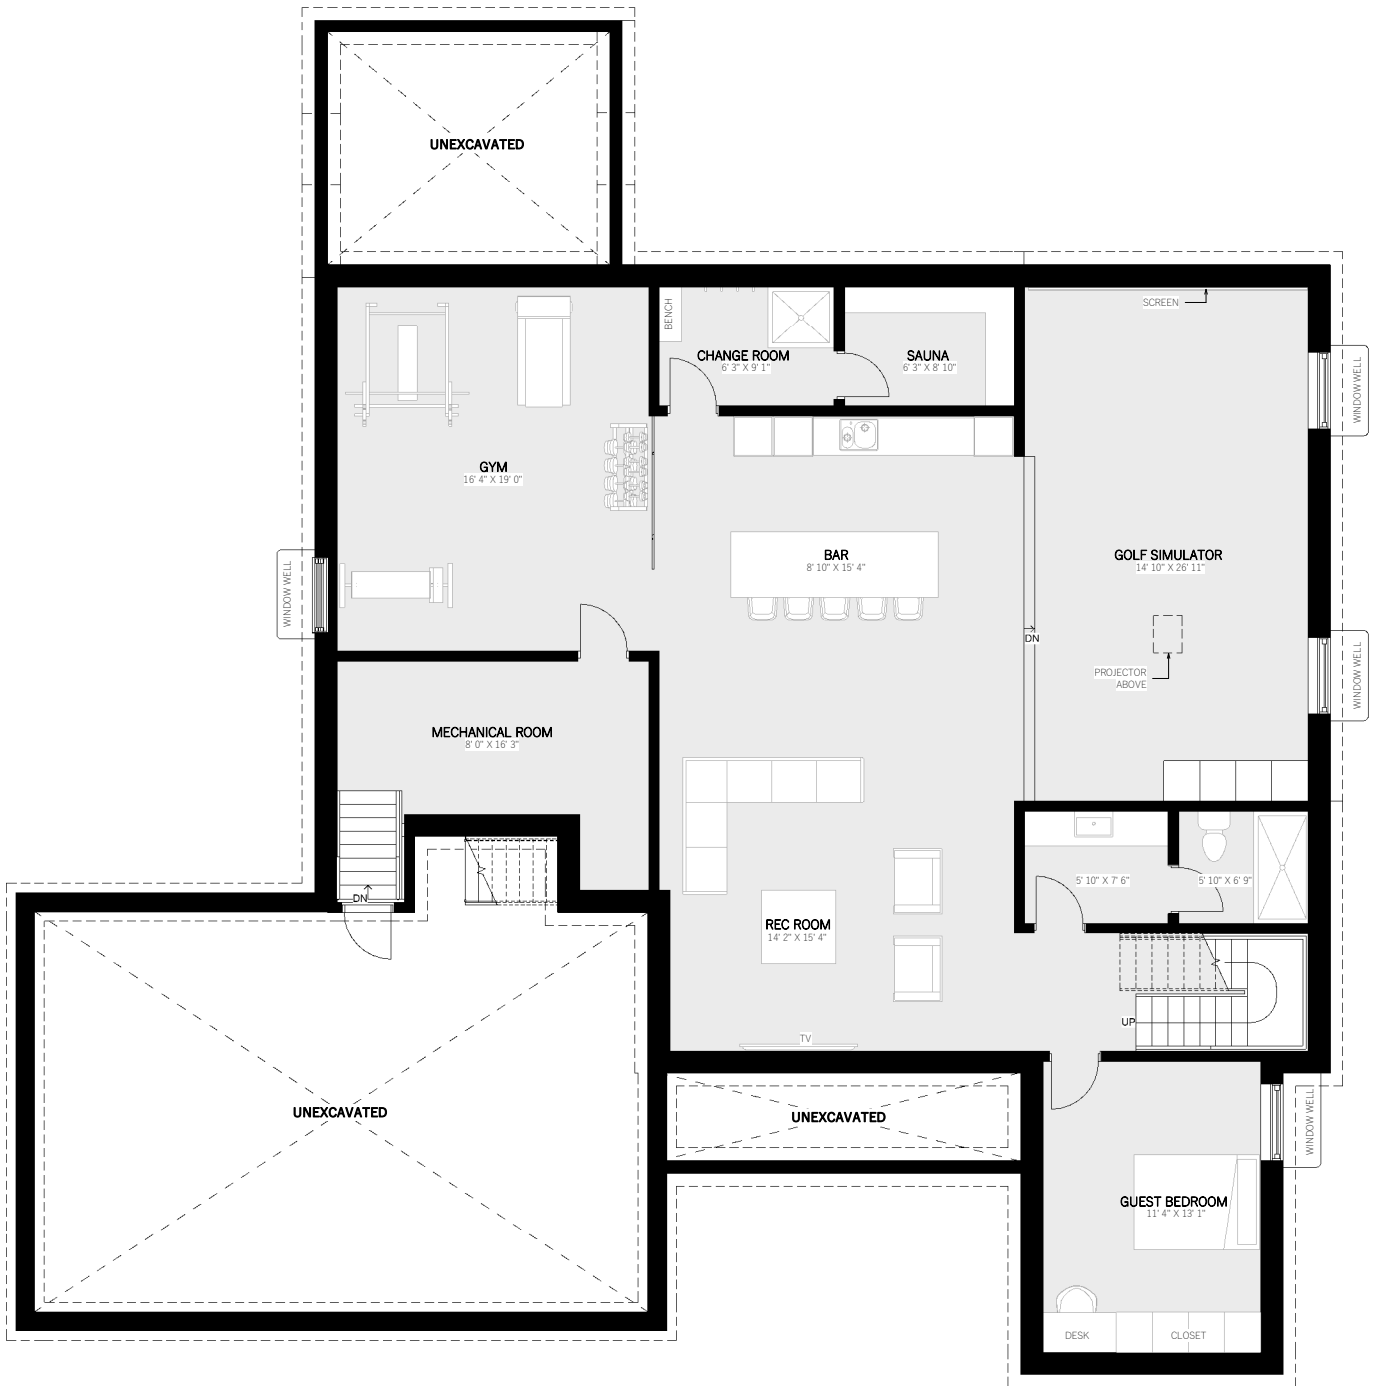 UNEXCAVATED
SCREEN
BENCH
CHANGE ROOM
6' 3" X 9' 1"
SAUNA
6' 3" X 8' 10"
WINDOW WELL
GYM
16' 4" X 19' 0"
BAR
8' 10" X 15' 4"
GOLF SIMULATOR
14' 10" X 26' 11"
WINDOW WELL
DN
PROJECTOR
ABOVE
WINDOW WELL
MECHANICAL ROOM
8' 0" X 16' 3"
5' 10" X 7' 6"
5' 10" X 6' 9"
DN
REC ROOM
14' 2" X 15' 4"
UP
TV
UNEXCAVATED
UNEXCAVATED
WINDOW WELL
GUEST BEDROOM
11' 4" X 13' 1"
DESK
CLOSET